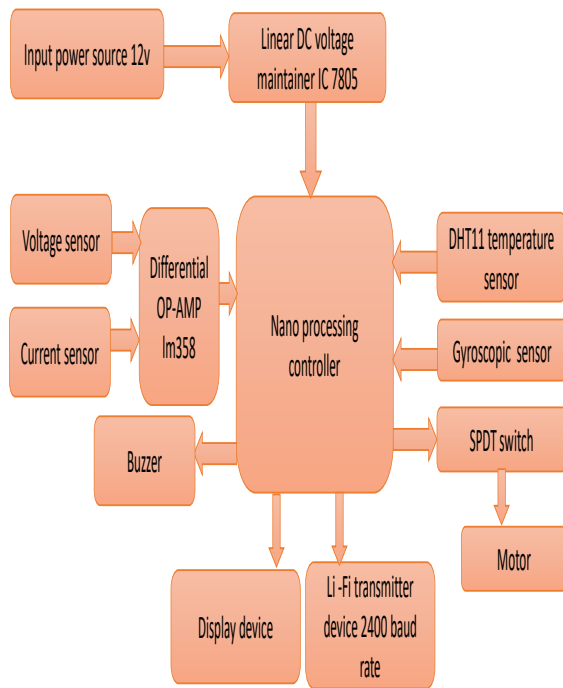 Input power source 12v
Linear DC voltage
maintainer IC 7805
Voltage sensor
Current sensor
Differential
OP-AMP
lm358
Nano processing
controller
DHT11 temperature
sensor
Gyroscopic sensor
SPDT switch
Motor
Buzzer
Display device
Li -Fi transmitter
device 2400 baud
rate